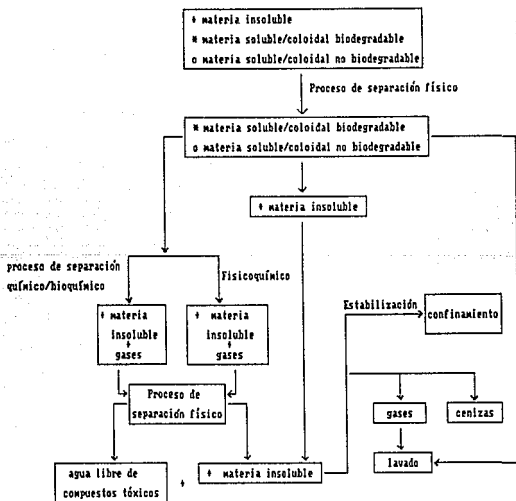 + materia insoluble
* materia soluble/coloidal biodegradable
o materia soluble/coloidal no biodegradable
Proceso de separación físico
* materia soluble/coloidal biodegradable
o materia soluble/coloidal no biodegradable
+ materia insoluble
proceso de separación
químico/bioquímico
Fisicoquímico
+ materia
insoluble
+
gases
+ materia
insoluble
+
gases
Estabilización
confinamiento
Proceso de
separación físico
gases
cenizas
lavado
agua libre de
compuestos tóxicos
+
+ materia insoluble